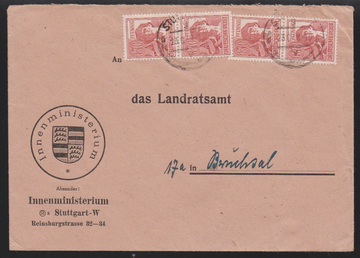 An
das Landratsamt
Innenministerium
17a in Bruchsal
Absender:
Innenministerium
Stuttgart-W
Reinsburgstrasse 32-34